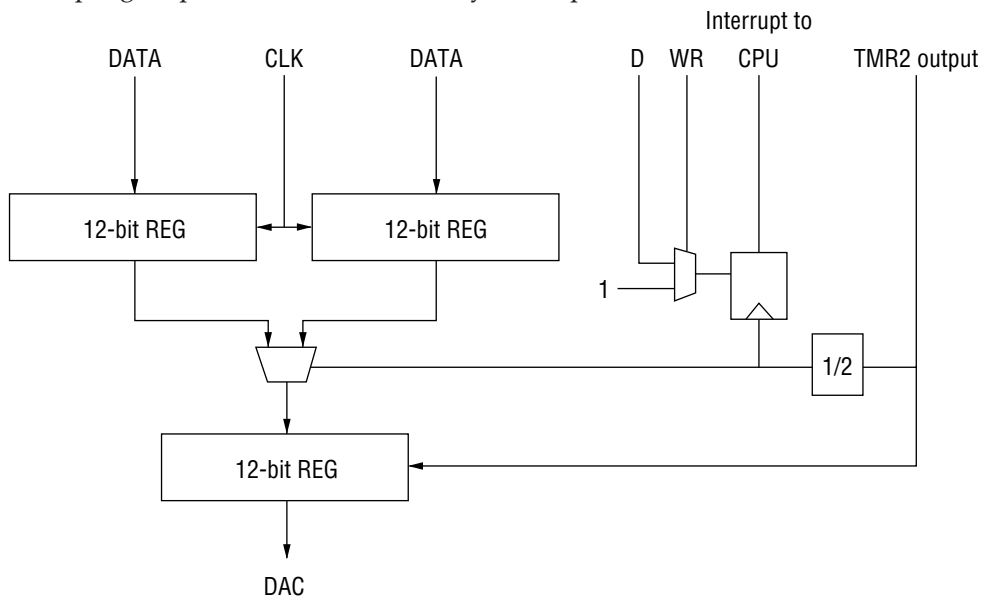 Interrupt to
DATA CLK DATA D WR CPU TMR2 output
12-bit REG 12-bit REG
1
1/2
12-bit REG
DAC